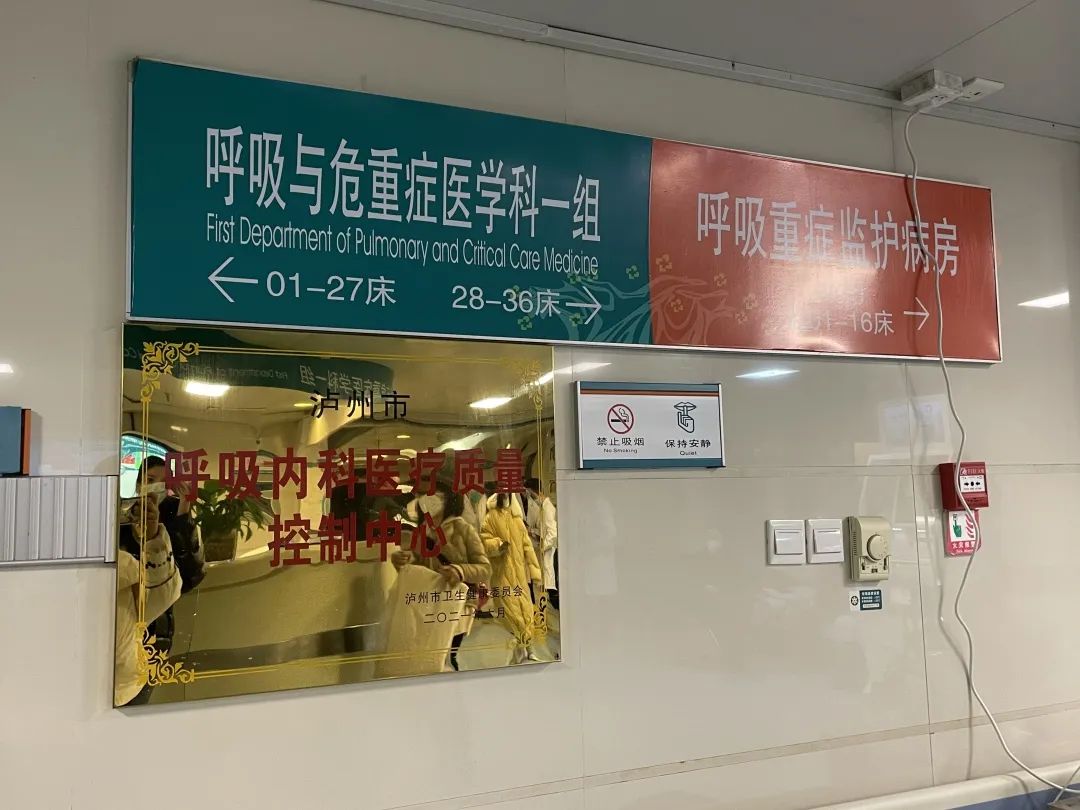 呼吸与危重症医学科一组
First Department of Pulmonary and Critical Care Medicine
← 01-27床 28-36床 →
呼吸重症监护病房
-16床 →
泸州市
呼吸内科医疗质量
控制中心
泸州市卫生健康委员会
禁止吸烟
No Smoking
保持安静
Quiet